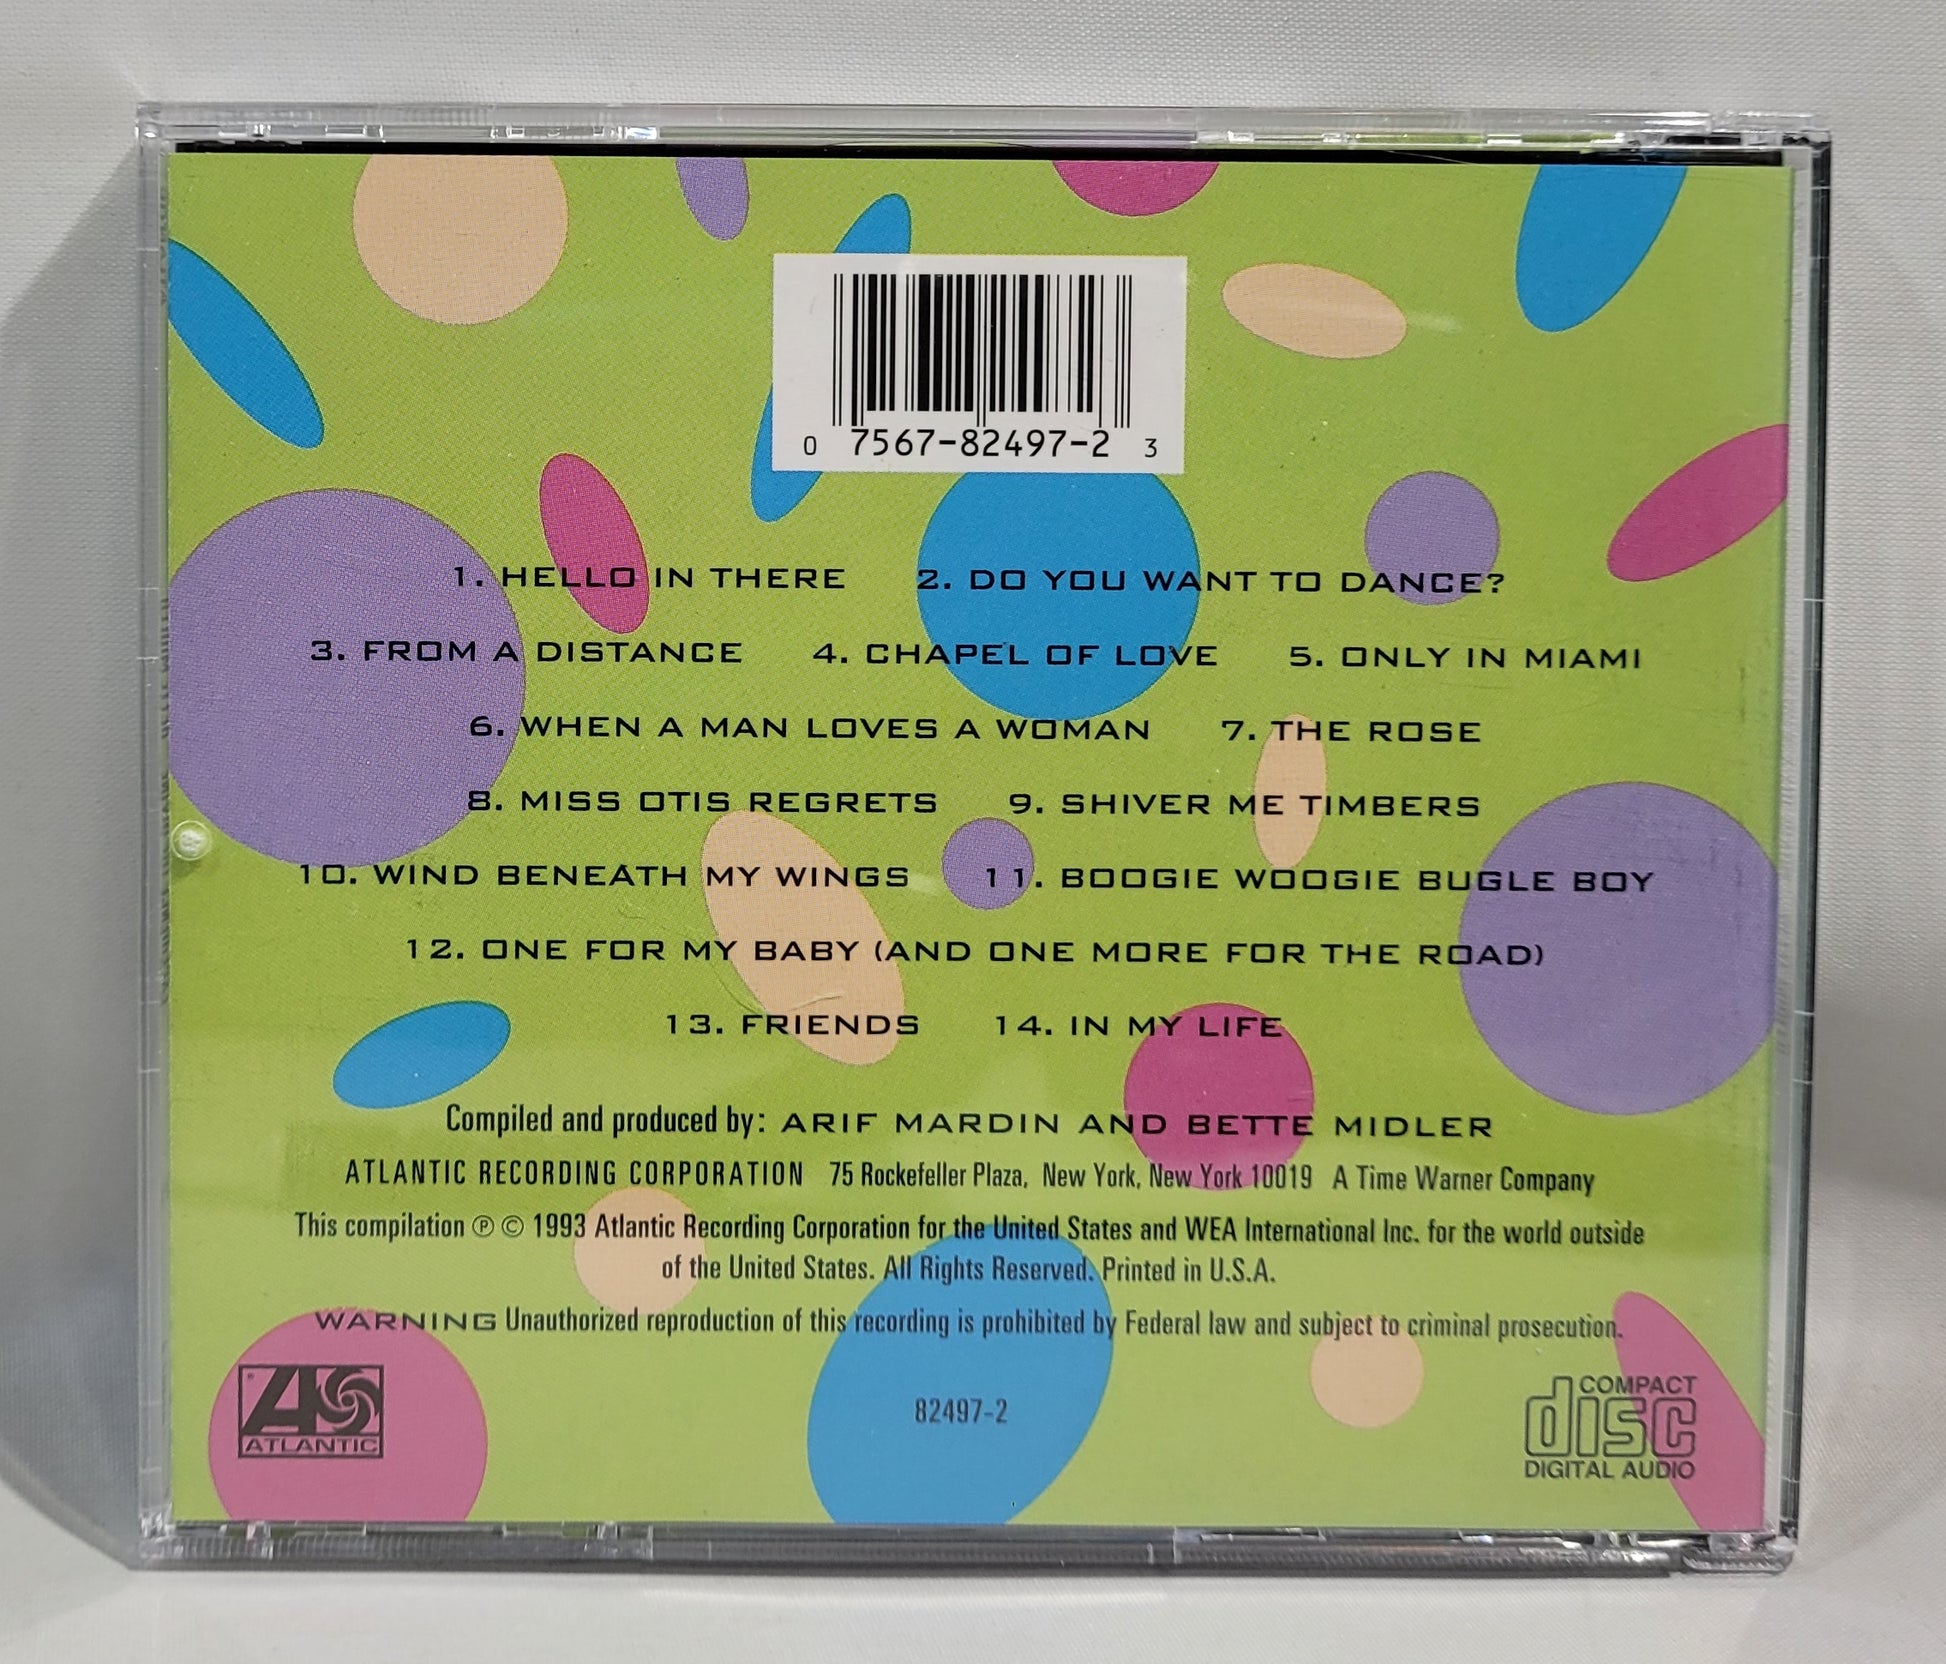 0 7567-82497-2 3
1. HELLO IN THERE 2. DO YOU WANT TO DANCE?
3. FROM A DISTANCE 4. CHAPEL OF LOVE 5. ONLY IN MIAMI
6. WHEN A MAN LOVES A WOMAN 7. THE ROSE
8. MISS OTIS REGRETS 9. SHIVER ME TIMBERS
10. WIND BENEATH MY WINGS 11. BOOGIE WOOGIE BUGLE BOY
12. ONE FOR MY BABY (AND ONE MORE FOR THE ROAD)
13. FRIENDS 14. IN MY LIFE
Compiled and produced by: ARIF MARDIN AND BETTE MIDLER
ATLANTIC RECORDING CORPORATION 75 Rockefeller Plaza, New York, New York 10019 A Time Warner Company
This compilation ℗ © 1993 Atlantic Recording Corporation for the United States and WEA International Inc. for the world outside
of the United States. All Rights Reserved. Printed in U.S.A.
WARNING Unauthorized reproduction of this recording is prohibited by Federal law and subject to criminal prosecution.
ATLANTIC
82497-2
COMPACT
disc
DIGITAL AUDIO